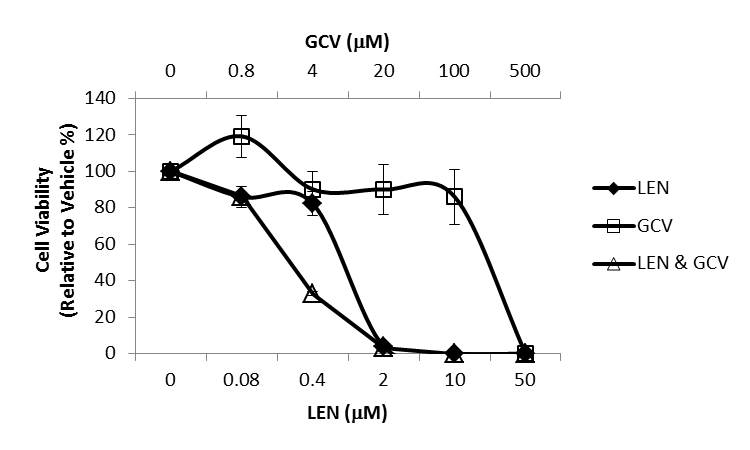 GCV (µM)
0 0.8 4 20 100 500
Cell Viability
(Relative to Vehicle %)
140
120
100
80
60
40
20
0
0 0.08 0.4 2 10 50
LEN (µM)
LEN
GCV
LEN & GCV